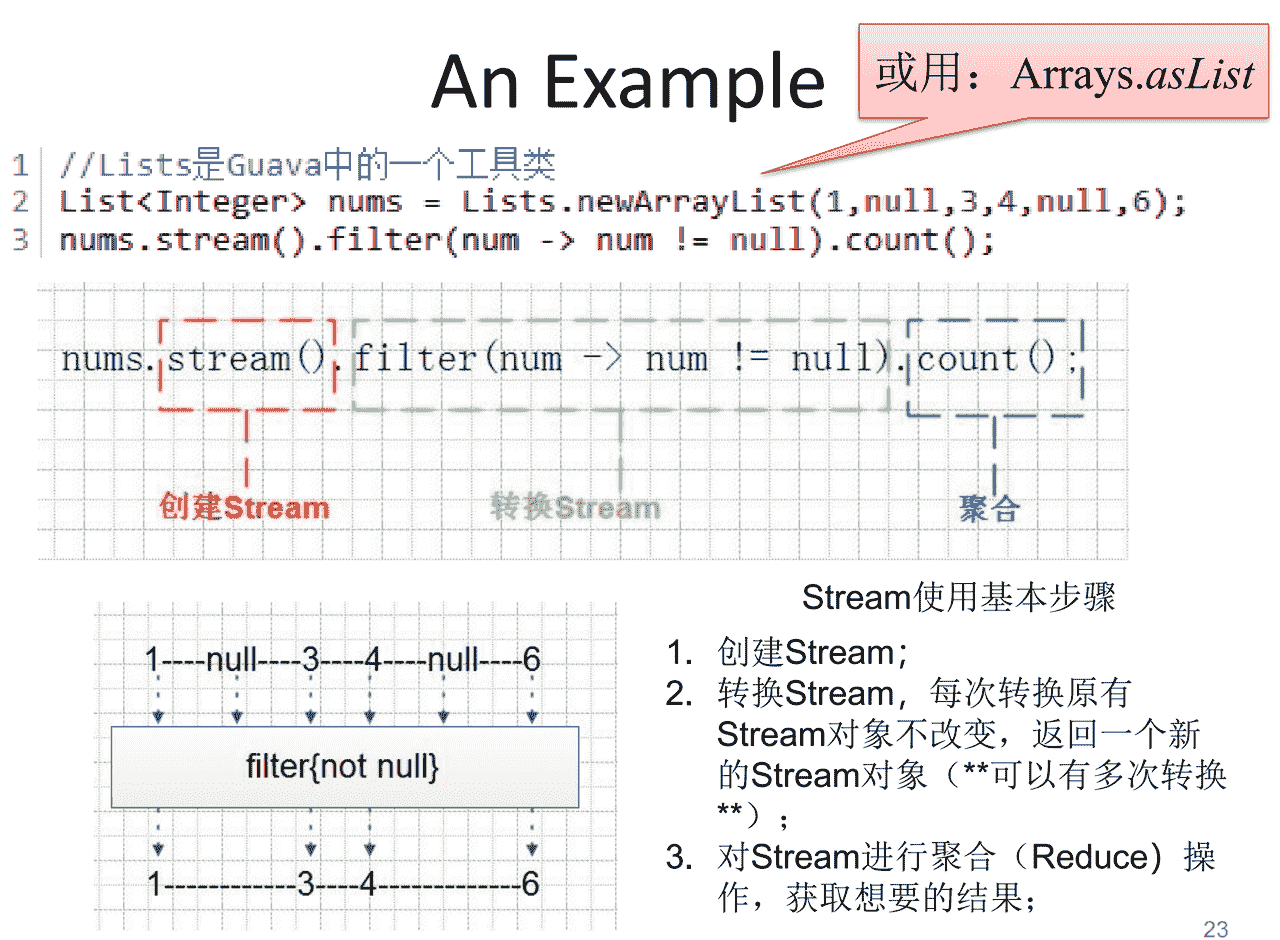 An Example
或用：Arrays.asList
1 //Lists是Guava中的一个工具类
2 List<Integer> nums = Lists.newArrayList(1,null,3,4,null,6);
3 nums.stream().filter(num -> num != null).count();
nums.stream().filter(num -> num != null).count();
创建Stream 转换Stream 聚合
1----null----3----4----null----6
filter{not null}
1-------------3----4--------------6
Stream使用基本步骤
1. 创建Stream；
2. 转换Stream，每次转换原有
Stream对象不改变，返回一个新
的Stream对象（**可以有多次转换
**）；
3. 对Stream进行聚合（Reduce）操
作，获取想要的结果；
23